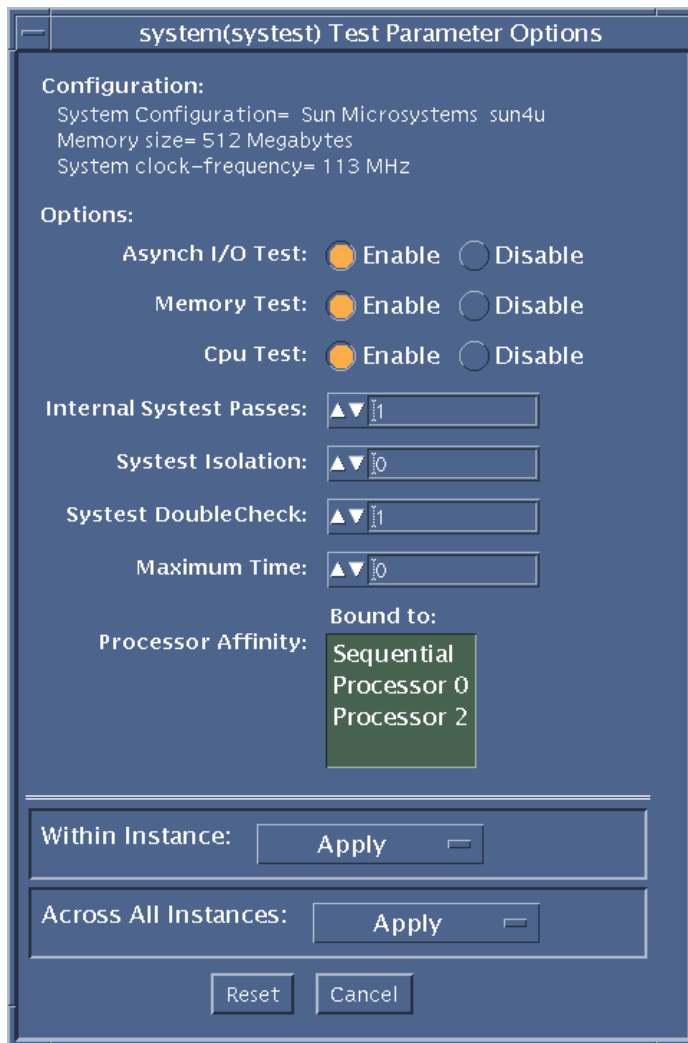 system(systest) Test Parameter Options
Configuration:
System Configuration= Sun Microsystems sun4u
Memory size= 512 Megabytes
System clock-frequency= 113 MHz
Options:
Asynch I/O Test: Enable Disable
Memory Test: Enable Disable
Cpu Test: Enable Disable
Internal Systest Passes: 1
Systest Isolation: 0
Systest DoubleCheck: 1
Maximum Time: 0
Bound to:
Processor Affinity:
Sequential
Processor 0
Processor 2
Within Instance: Apply
Across All Instances: Apply
Reset Cancel